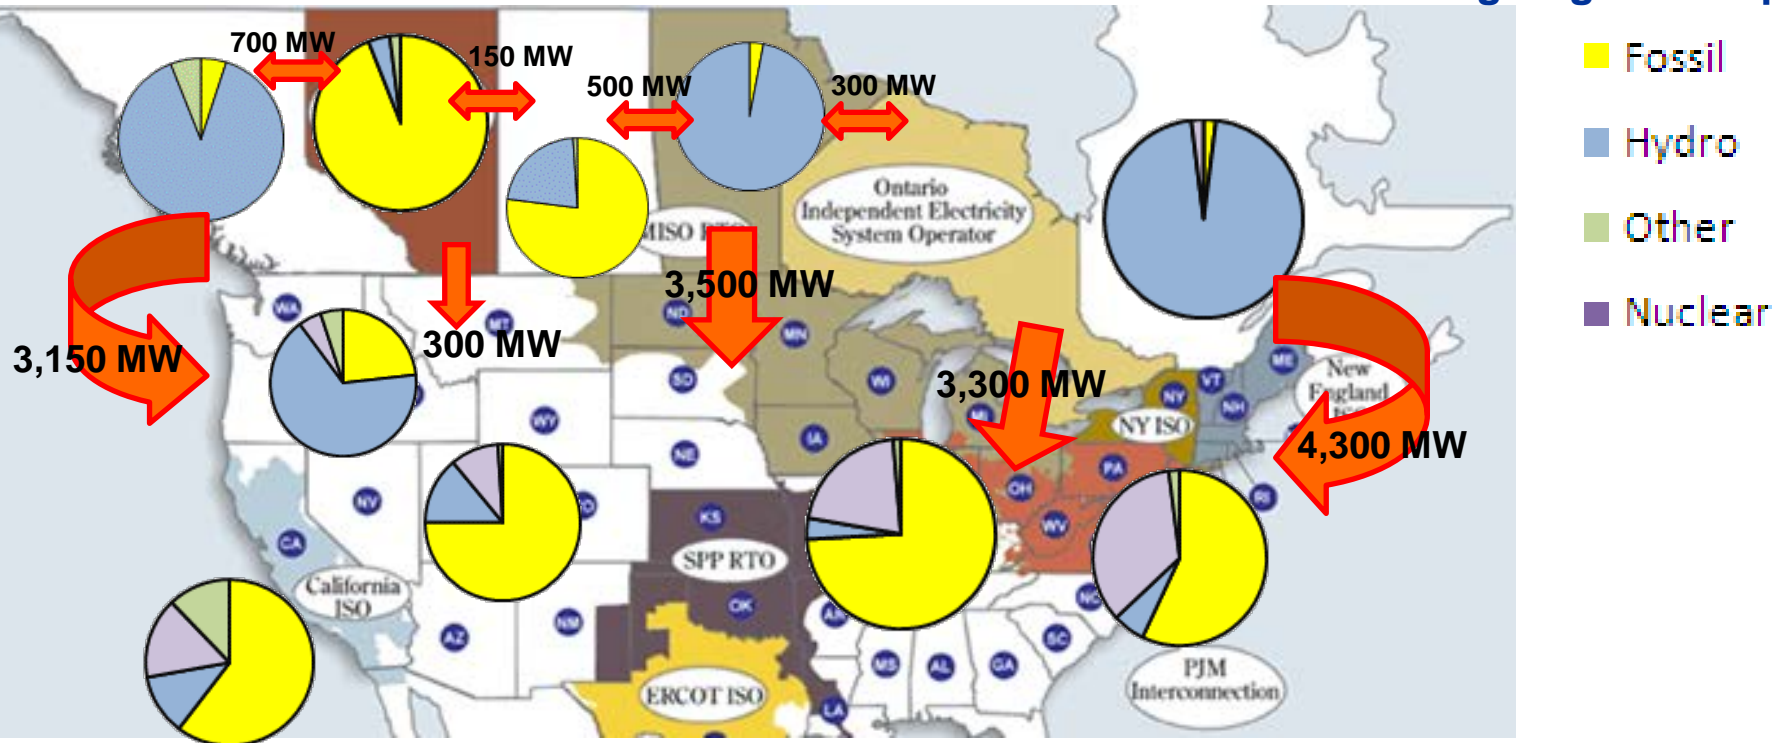 Fossil
Hydro
Other
Nuclear
700 MW
150 MW
500 MW
300 MW
Ontario
Independent Electricity
System Operator
MISO
3,500 MW
WA
MT
ND
MN
3,150 MW
300 MW
3,300 MW
4,300 MW
SD
WI
MI
NY
VT
NH
ME
New
England
NY ISO
WY
IA
NE
PA
OH
WV
RI
NV
KS
CA
SPP RTO
California
ISO
OK
AZ
NM
NC
SC
MS
AL
GA
PJM
Interconnection
ERCOT ISO
LA